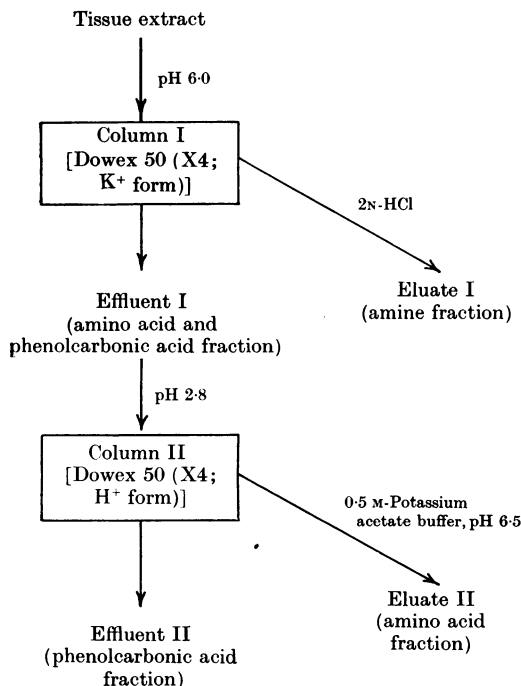 Tissue extract
pH 6·0
Column I
[Dowex 50 (X4;
K+ form)]
2N-HCl
Eluate I
(amine fraction)
Effluent I
(amino acid and
phenolcarbonic acid fraction)
pH 2·8
Column II
[Dowex 50 (X4;
H+ form)]
0·5 M-Potassium
acetate buffer, pH 6·5
Eluate II
(amino acid
fraction)
Effluent II
(phenolcarbonic acid
fraction)